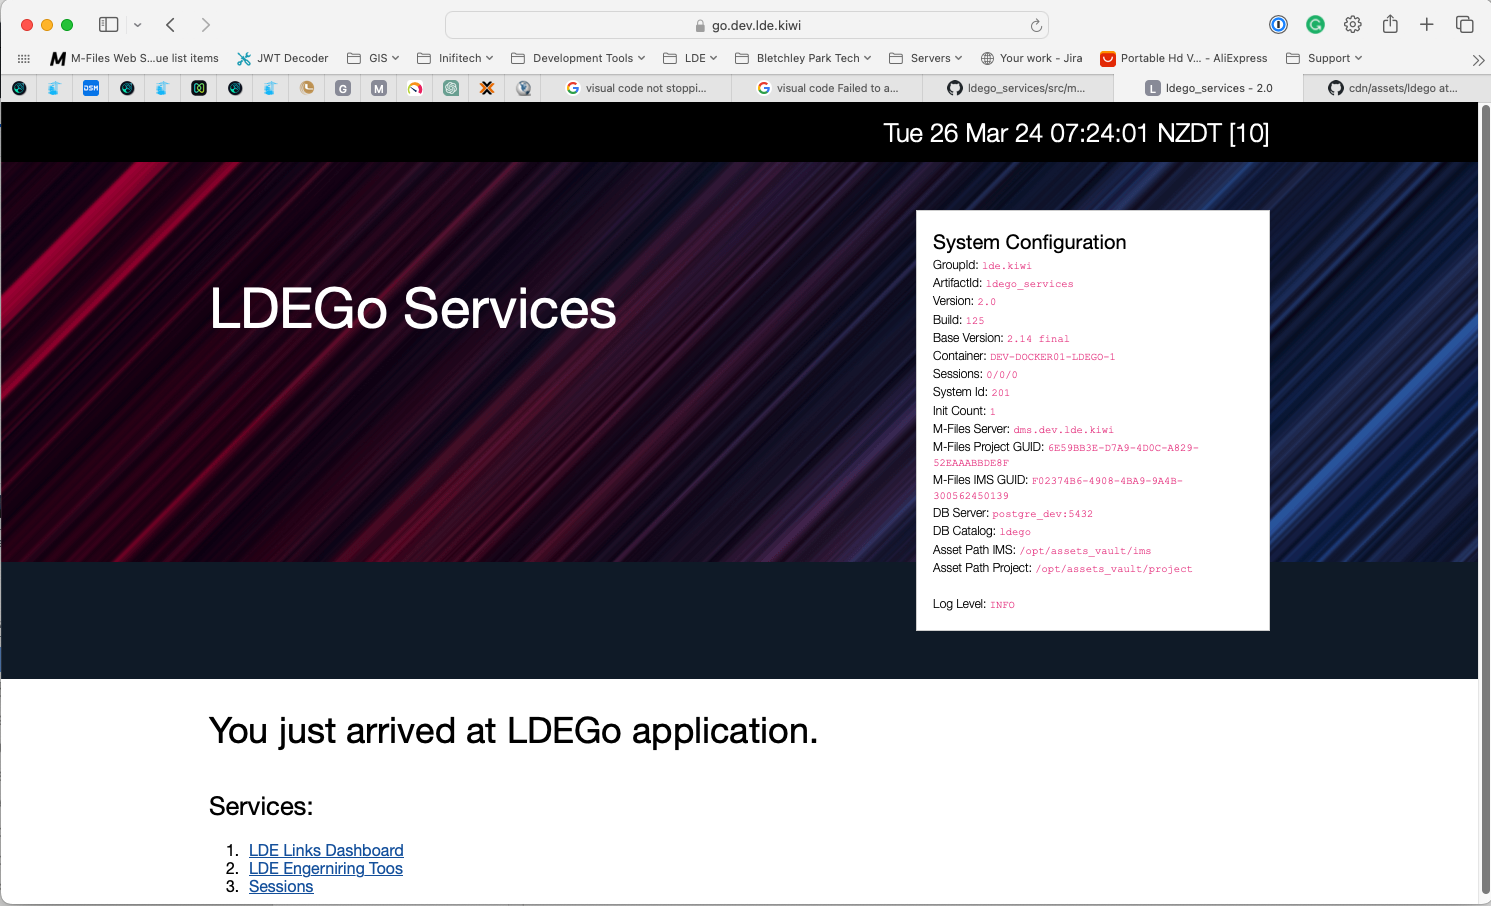 go.dev.lde.kiwi
M-Files Web S...ue list items
JWT Decoder
GIS
Inifitech
Development Tools
LDE
Bletchley Park Tech
Servers
Your work - Jira
Portable Hd V... - AliExpress
Support
DSM
G
M
visual code not stoppi...
visual code Failed to a...
ldego_services/src/m...
L
ldego_services - 2.0
cdn/assets/ldego at...
Tue 26 Mar 24 07:24:01 NZDT [10]
LDEGo Services
System Configuration
GroupId: lde.kiwi
ArtifactId: ldego_services
Version: 2.0
Build: 125
Base Version: 2.14 final
Container: DEV-DOCKER01-LDEGO-1
Sessions: 0/0/0
System Id: 201
Init Count: 1
M-Files Server: dms.dev.lde.kiwi
M-Files Project GUID: 6E59BB3E-D7A9-4D0C-A829-
52EAAABBDE8F
M-Files IMS GUID: F02374B6-4908-4BA9-9A4B-
300562450139
DB Server: postgre_dev:5432
DB Catalog: ldego
Asset Path IMS: /opt/assets_vault/ims
Asset Path Project: /opt/assets_vault/project
Log Level: INFO
You just arrived at LDEGo application.
Services:
1. LDE Links Dashboard
2. LDE Engerniring Toos
3. Sessions